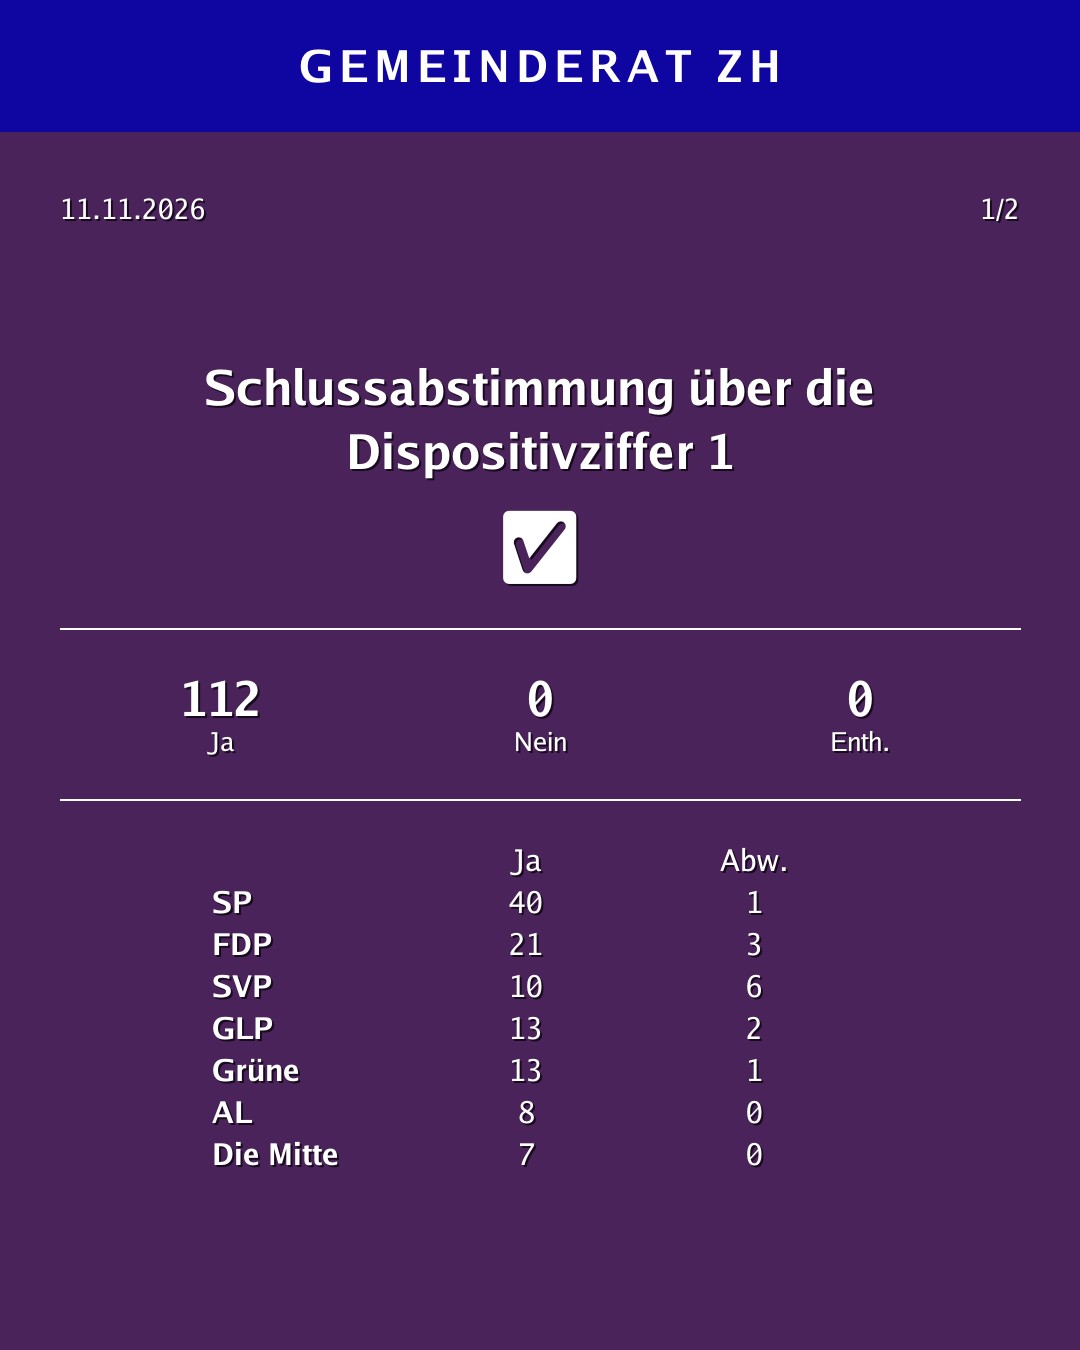 GEMEINDERAT ZH
11.11.2026 1/2
Schlussabstimmung über die
Dispositivziffer 1
112 0 0
Ja Nein Enth.
Ja Abw.
SP 40 1
FDP 21 3
SVP 10 6
GLP 13 2
Grüne 13 1
AL 8 0
Die Mitte 7 0